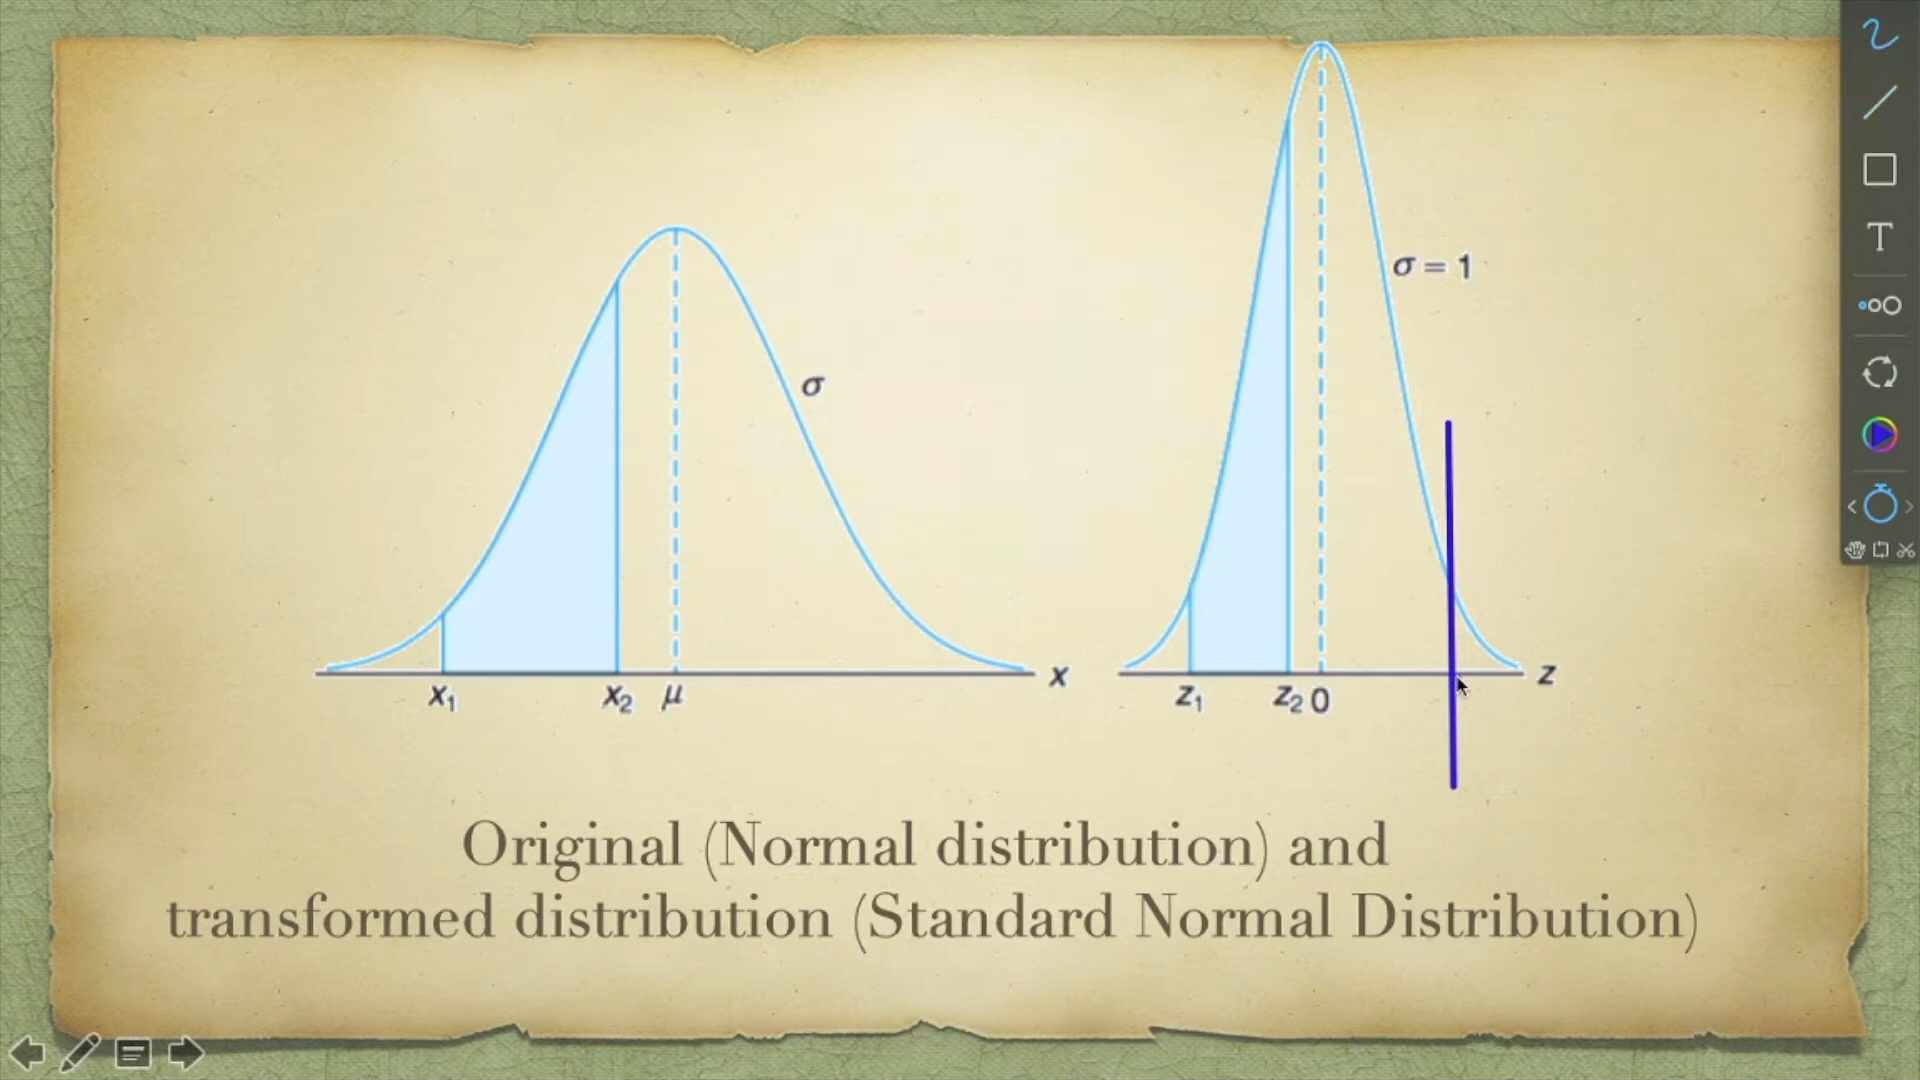 σ
σ = 1
x₁ x₂ μ x
z₁ z₂ 0 z
Original (Normal distribution) and
transformed distribution (Standard Normal Distribution)
T